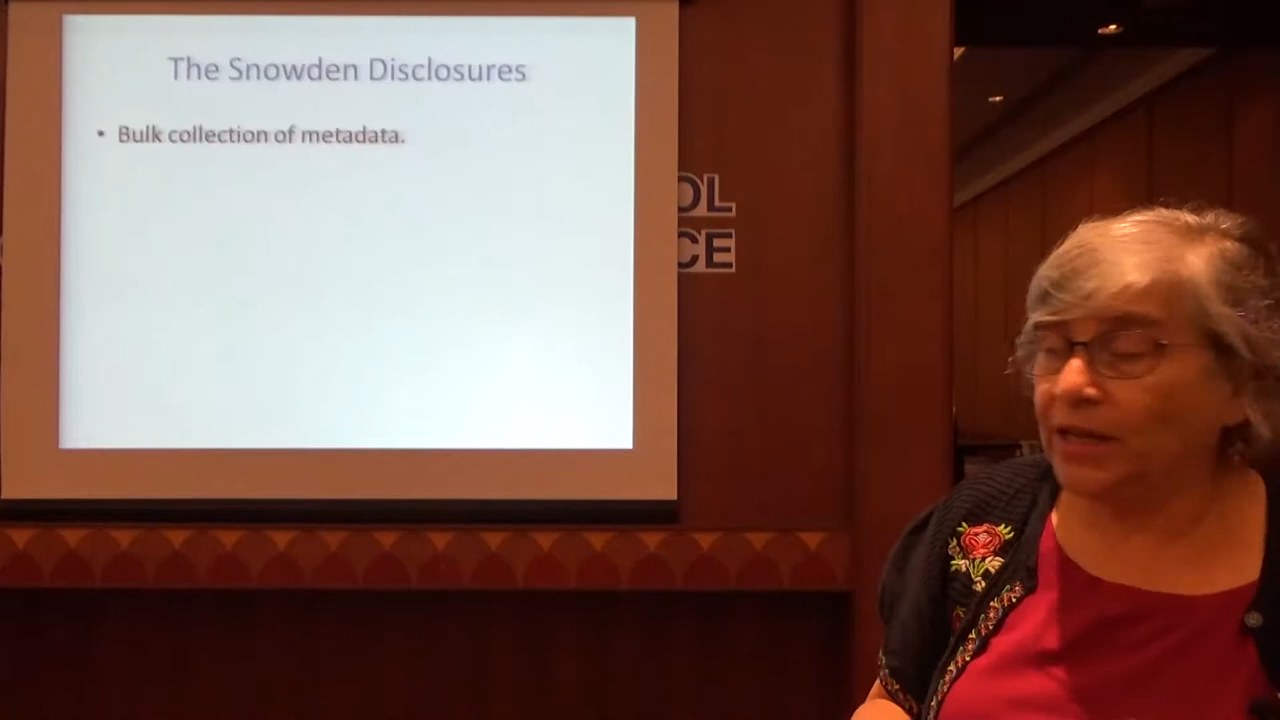 The Snowden Disclosures
• Bulk collection of metadata.
OL
CE